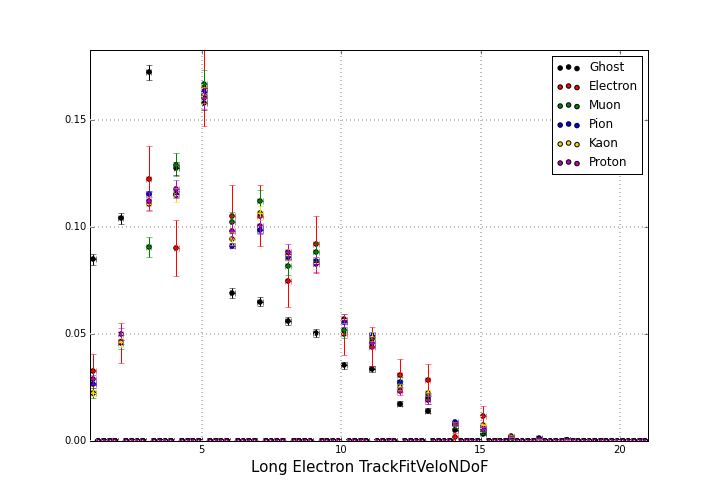 0.15
0.10
0.05
0.00
5
10
15
20
Ghost
Electron
Muon
Pion
Kaon
Proton
Long Electron TrackFitVeloNDoF